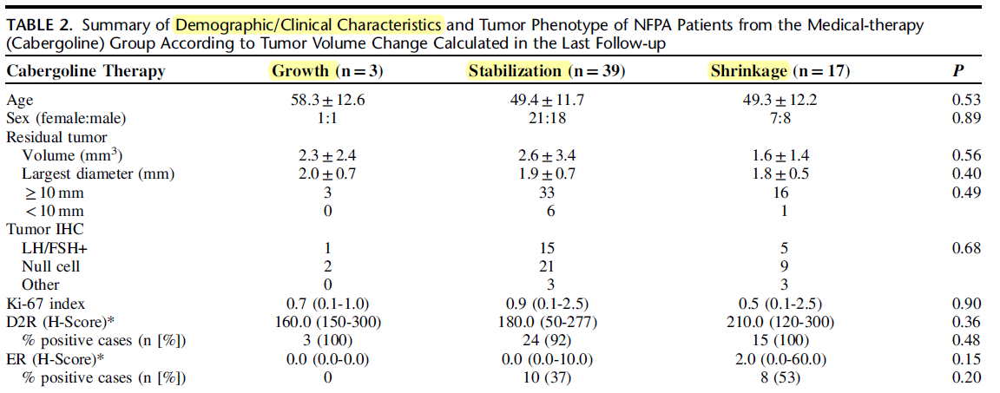 TABLE 2. Summary of Demographic/Clinical Characteristics and Tumor Phenotype of NFPA Patients from the Medical-therapy
(Cabergoline) Group According to Tumor Volume Change Calculated in the Last Follow-up
Cabergoline Therapy Growth (n = 3) Stabilization (n = 39) Shrinkage (n = 17) P
Age 58.3 ± 12.6 49.4 ± 11.7 49.3 ± 12.2 0.53
Sex (female:male) 1:1 21:18 7:8 0.89
Residual tumor
Volume (mm³) 2.3 ± 2.4 2.6 ± 3.4 1.6 ± 1.4 0.56
Largest diameter (mm) 2.0 ± 0.7 1.9 ± 0.7 1.8 ± 0.5 0.40
≥ 10 mm 3 33 16 0.49
< 10 mm 0 6 1
Tumor IHC
LH/FSH+ 1 15 5 0.68
Null cell 2 21 9
Other 0 3 3
Ki-67 index 0.7 (0.1-1.0) 0.9 (0.1-2.5) 0.5 (0.1-2.5) 0.90
D2R (H-Score)* 160.0 (150-300) 180.0 (50-277) 210.0 (120-300) 0.36
% positive cases (n [%]) 3 (100) 24 (92) 15 (100) 0.48
ER (H-Score)* 0.0 (0.0-0.0) 0.0 (0.0-10.0) 2.0 (0.0-60.0) 0.15
% positive cases (n [%]) 0 10 (37) 8 (53) 0.20